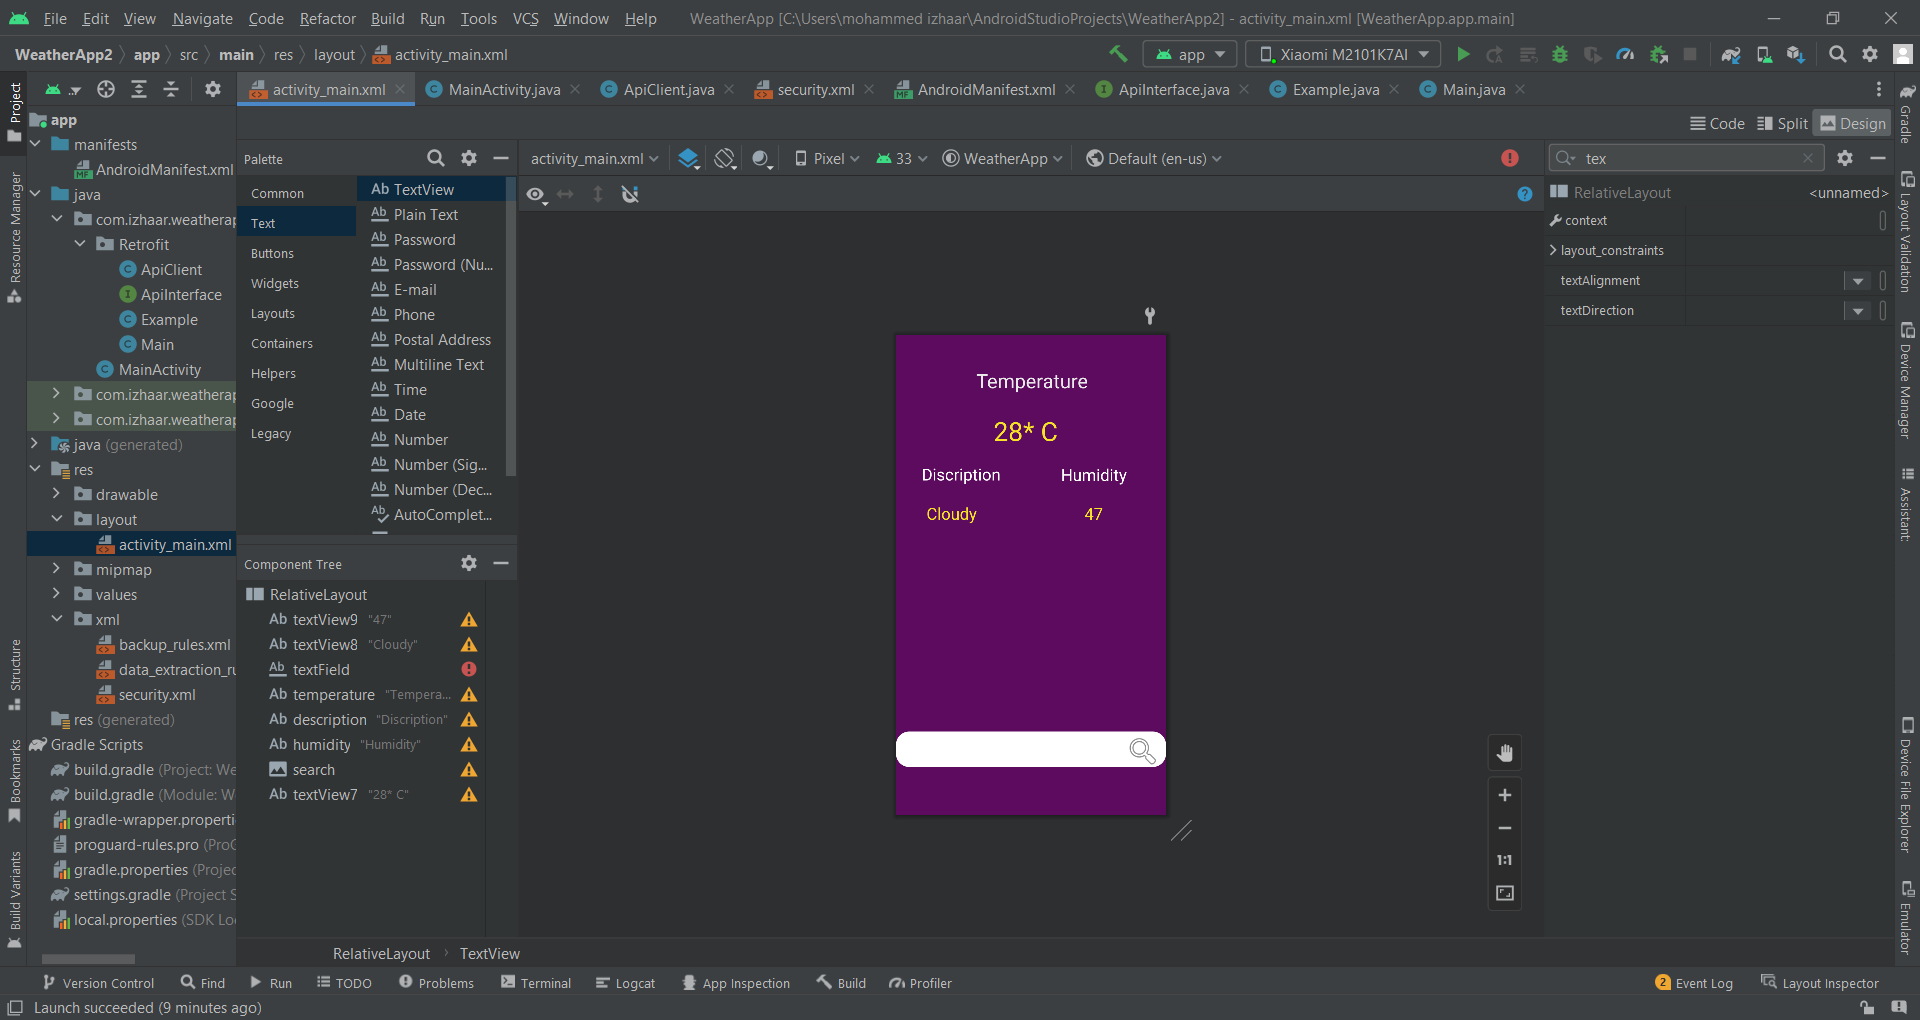 File Edit View Navigate Code Refactor Build Run Tools VCS Window Help WeatherApp [C:\Users\mohammed izhaar\AndroidStudioProjects\WeatherApp2] - activity_main.xml [WeatherApp.app.main]
WeatherApp2 app src main res layout activity_main.xml app Xiaomi M2101K7AI
activity_main.xml MainActivity.java ApiClient.java security.xml AndroidManifest.xml ApiInterface.java Example.java Main.java
Code Split Design
Project
Resource Manager
Structure
Bookmarks
Build Variants
app
manifests
AndroidManifest.xml
java
com.izhaar.weatherap
Retrofit
ApiClient
ApiInterface
Example
Main
MainActivity
com.izhaar.weatherap
com.izhaar.weatherap
java (generated)
res
drawable
layout
activity_main.xml
mipmap
values
xml
backup_rules.xml
data_extraction_ru
security.xml
res (generated)
Gradle Scripts
build.gradle (Project: We
build.gradle (Module: W
gradle-wrapper.properti
proguard-rules.pro (ProG
gradle.properties (Projec
settings.gradle (Project S
local.properties (SDK Lo
Palette
Common
Text
Buttons
Widgets
Layouts
Containers
Helpers
Google
Legacy
Ab TextView
Ab Plain Text
Ab Password
Ab Password (Nu...
Ab E-mail
Ab Phone
Ab Postal Address
Ab Multiline Text
Ab Time
Ab Date
Ab Number
Ab Number (Sig...
Ab Number (Dec...
Ab AutoComplet...
Component Tree
RelativeLayout
Ab textView9 "47"
Ab textView8 "Cloudy"
Ab textField
Ab temperature "Tempera...
Ab description "Discription"
Ab humidity "Humidity"
search
Ab textView7 "28* C"
activity_main.xml Pixel 33 WeatherApp Default (en-us)
Temperature
28* C
Discription Humidity
Cloudy 47
1:1
tex
RelativeLayout <unnamed>
context
layout_constraints
textAlignment
textDirection
Gradle
Layout Validation
Device Manager
Assistant:
Device File Explorer
Emulator
RelativeLayout TextView
Version Control Find Run TODO Problems Terminal Logcat App Inspection Build Profiler 2 Event Log Layout Inspector
Launch succeeded (9 minutes ago)